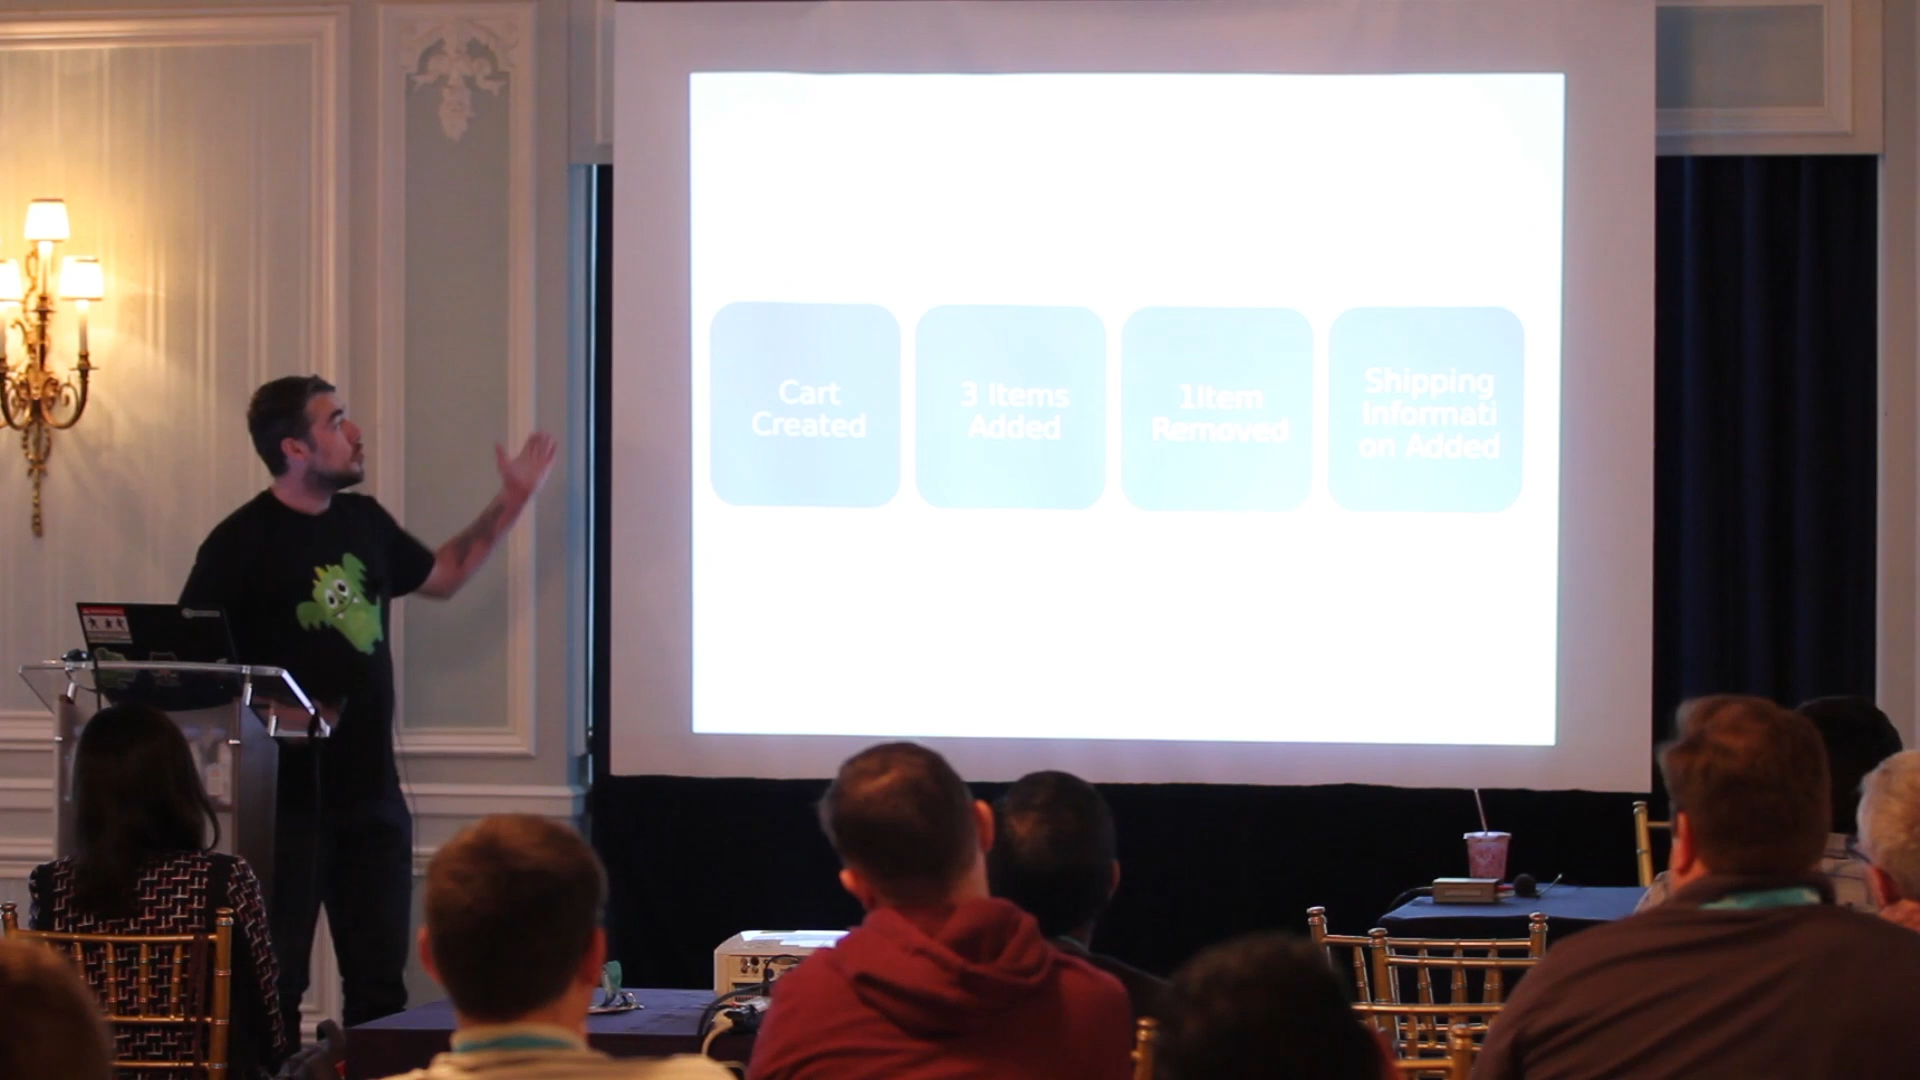 Cart
Created
3 Items
Added
1Item
Removed
Shipping
Informati
on Added